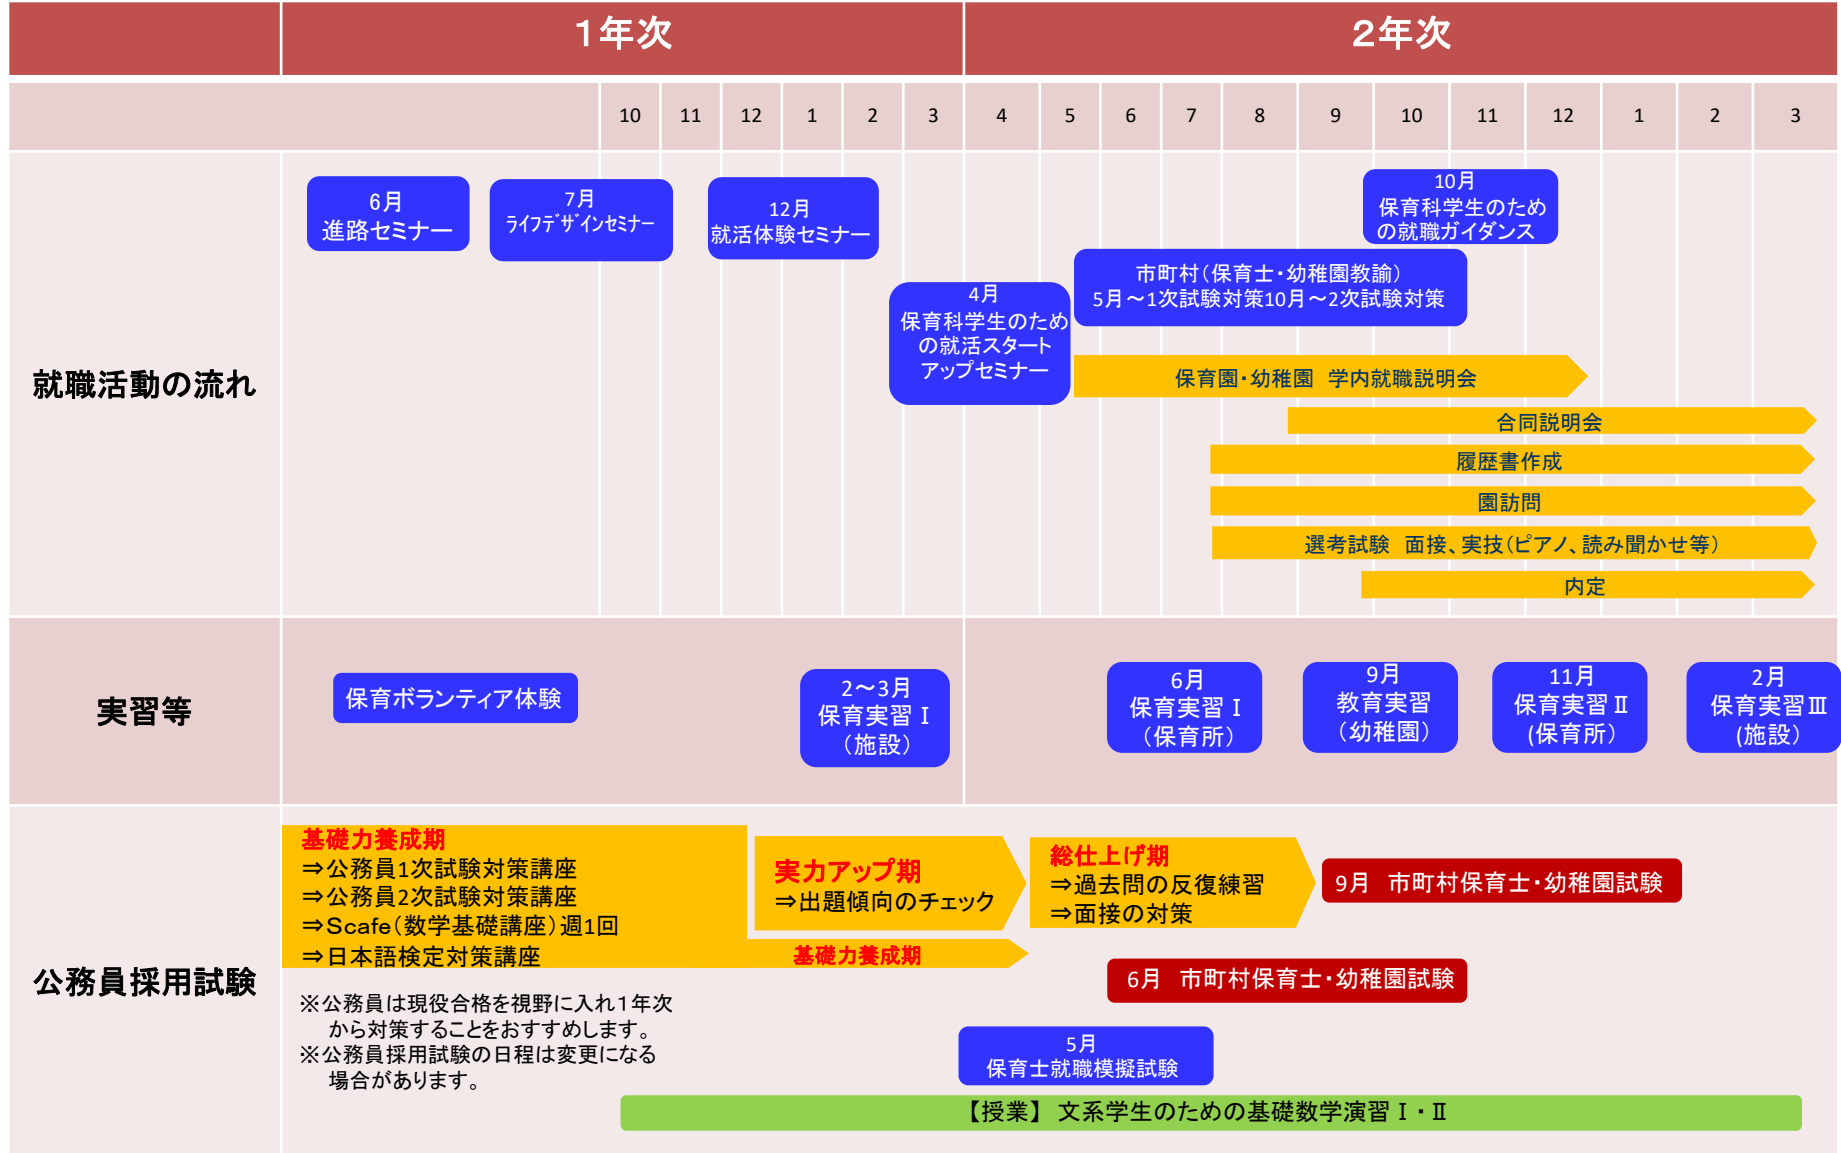 1年次
2年次
10 11 12 1 2 3 4 5 6 7 8 9 10 11 12 1 2 3
就職活動の流れ
6月
進路セミナー
7月
ライフデザインセミナー
12月
就活体験セミナー
10月
保育科学生のため
の就職ガイダンス
4月
保育科学生のため
の就活スタート
アップセミナー
市町村(保育士・幼稚園教諭)
5月~1次試験対策10月~2次試験対策
保育園・幼稚園 学内就職説明会
合同説明会
履歴書作成
園訪問
選考試験 面接、実技(ピアノ、読み聞かせ等)
内定
実習等
保育ボランティア体験
2~3月
保育実習Ⅰ
(施設)
6月
保育実習Ⅰ
(保育所)
9月
教育実習
(幼稚園)
11月
保育実習Ⅱ
(保育所)
2月
保育実習Ⅲ
(施設)
公務員採用試験
基礎力養成期
⇒公務員1次試験対策講座
⇒公務員2次試験対策講座
⇒Scafe(数学基礎講座)週1回
⇒日本語検定対策講座
基礎力養成期
実力アップ期
⇒出題傾向のチェック
総仕上げ期
⇒過去問の反復練習
⇒面接の対策
9月 市町村保育士・幼稚園試験
6月 市町村保育士・幼稚園試験
※公務員は現役合格を視野に入れ1年次
から対策することをおすすめします。
※公務員採用試験の日程は変更になる
場合があります。
5月
保育士就職模擬試験
【授業】 文系学生のための基礎数学演習Ⅰ・Ⅱ